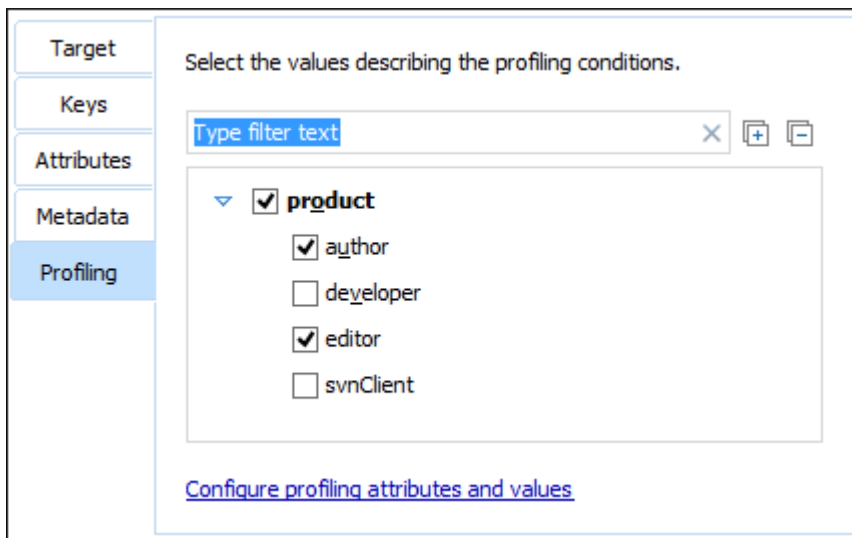 Target
Keys
Attributes
Metadata
Profiling
Select the values describing the profiling conditions.
Type filter text
product
author
developer
editor
svnClient
Configure profiling attributes and values